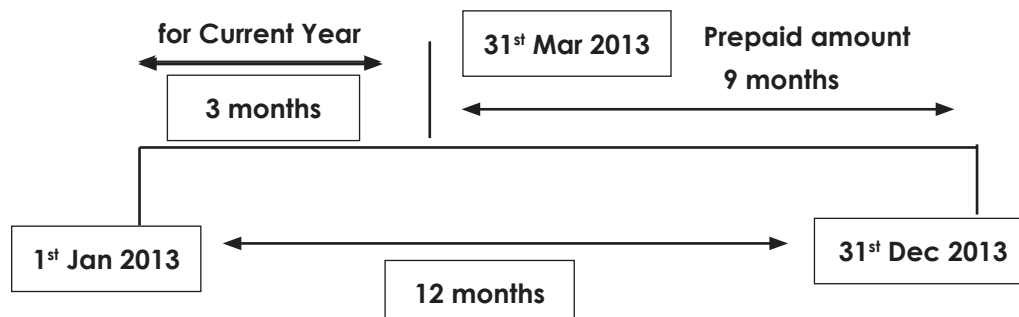 for Current Year
31st Mar 2013
Prepaid amount
9 months
3 months
1st Jan 2013
31st Dec 2013
12 months